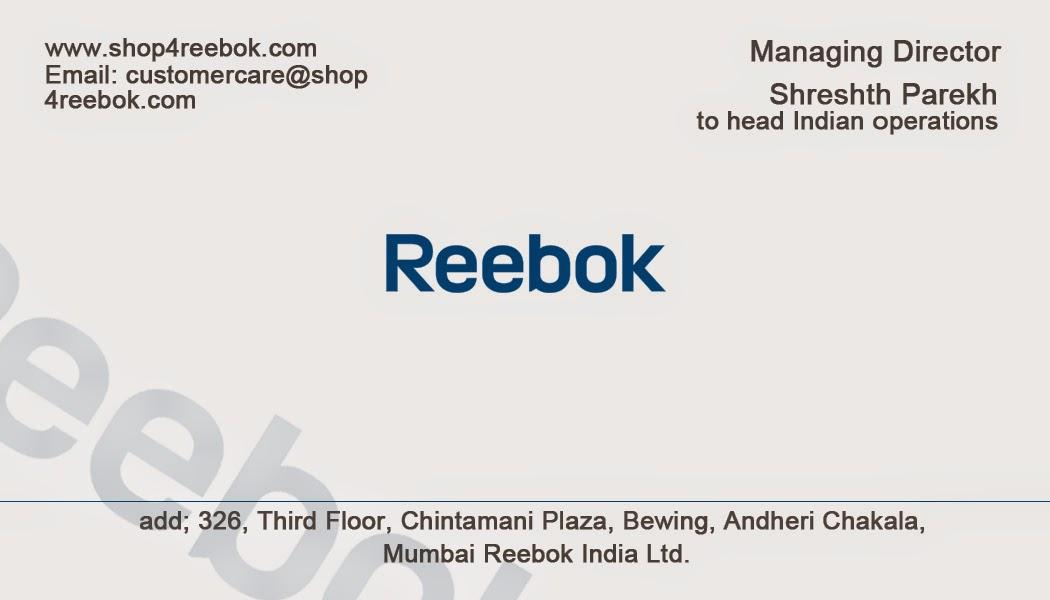 www.shop4reebok.com
Email: customercare@shop
4reebok.com
Managing Director
Shreshth Parekh
to head Indian operations
Reebok
Reebok
add; 326, Third Floor, Chintamani Plaza, Bewing, Andheri Chakala,
Mumbai Reebok India Ltd.